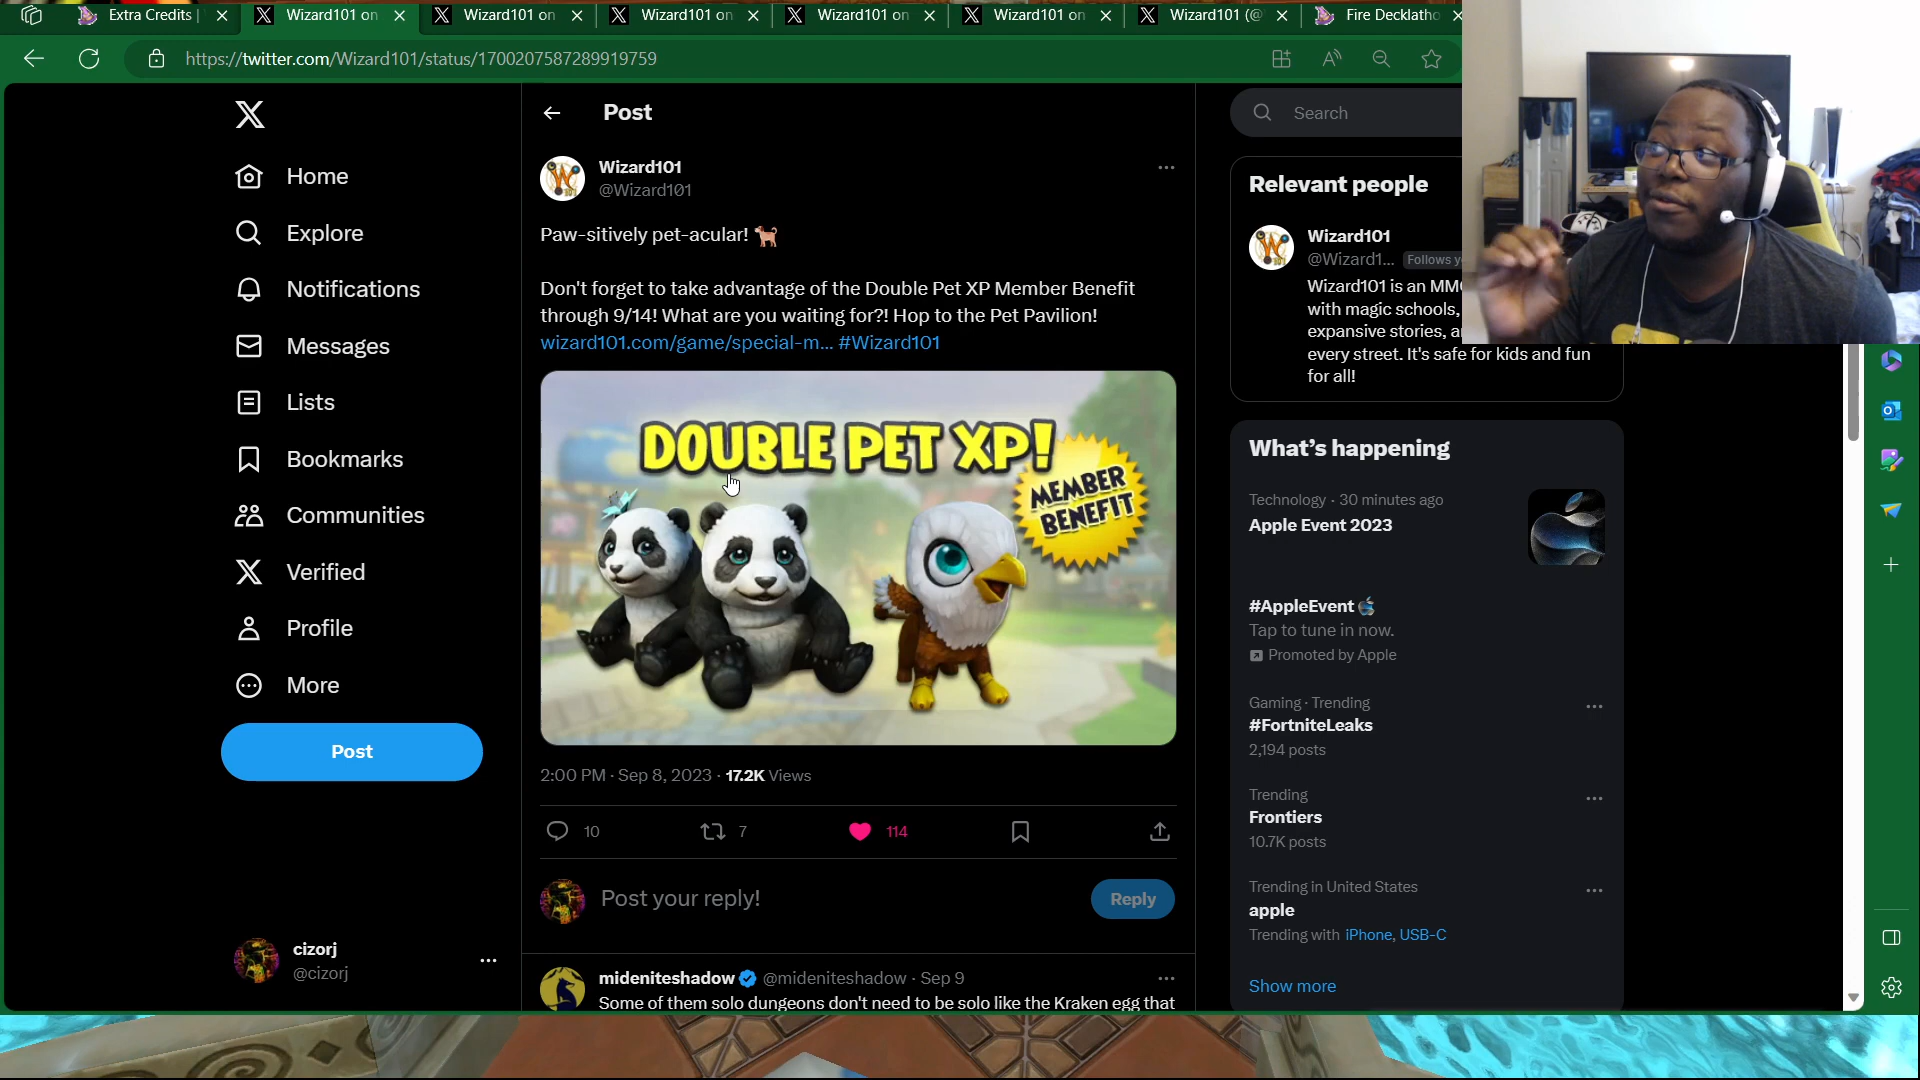 Extra Credits |
Wizard101 on
Wizard101 on
Wizard101 on
Wizard101 on
Wizard101 on
Wizard101 (@
Fire Decklatho
https://twitter.com/Wizard101/status/1700207587289919759
Home
Explore
Notifications
Messages
Lists
Bookmarks
Communities
Verified
Profile
More
Post
cizorj
@cizorj
Post
Wizard101
@Wizard101
Paw-sitively pet-acular! 🐕
Don't forget to take advantage of the Double Pet XP Member Benefit
through 9/14! What are you waiting for?! Hop to the Pet Pavilion!
wizard101.com/game/special-m... #Wizard101
DOUBLE PET XP!
MEMBER
BENEFIT
2:00 PM · Sep 8, 2023 · 17.2K Views
10 7 114
Post your reply!
Reply
mideniteshadow @mideniteshadow · Sep 9
Some of them solo dungeons don't need to be solo like the Kraken egg that
Search
Relevant people
Wizard101
@Wizard1... Follows
Wizard101 is an
with magic schools,
expansive stories,
every street. It's safe for kids and fun
for all!
What's happening
Technology · 30 minutes ago
Apple Event 2023
#AppleEvent
Tap to tune in now.
Promoted by Apple
Gaming · Trending
#FortniteLeaks
2,194 posts
Trending
Frontiers
10.7K posts
Trending in United States
apple
Trending with iPhone, USB-C
Show more